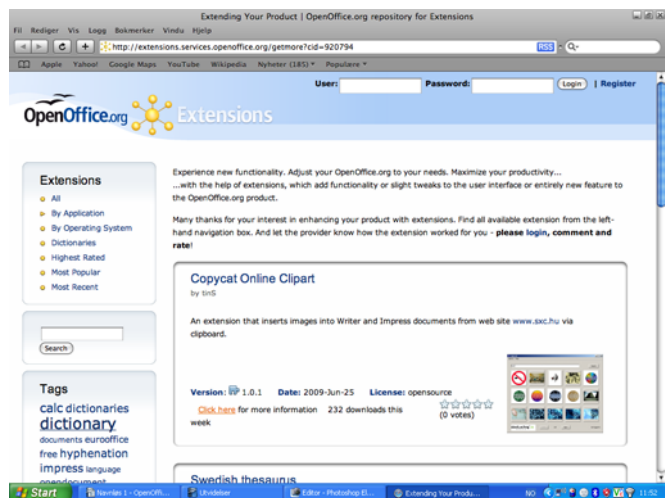 Extending Your Product | OpenOffice.org repository for Extensions
Fil Rediger Vis Logg Bokmerker Vindu Hjelp
http://extensions.services.openoffice.org/getmore?cid=920794 RSS Q-
Apple Yahoo! Google Maps YouTube Wikipedia Nyheter (185) Populære
User: Password: Login | Register
OpenOffice.org Extensions
Extensions
All
By Application
By Operating System
Dictionaries
Highest Rated
Most Popular
Most Recent
Search
Tags
calc dictionaries
dictionary
documents eurooffice
free hyphenation
impress language
opendocument
Experience new functionality. Adjust your OpenOffice.org to your needs. Maximize your productivity...
...with the help of extensions, which add functionality or slight tweaks to the user interface or entirely new feature to
the OpenOffice.org product.
Many thanks for your interest in enhancing your product with extensions. Find all available extension from the left-
hand navigation box. And let the provider know how the extension worked for you - please login, comment and
rate!
Copycat Online Clipart
by tinS
An extension that inserts images into Writer and Impress documents from web site www.sxc.hu via
clipboard.
Version: 1.0.1 Date: 2009-Jun-25 License: opensource
Click here for more information 232 downloads this
week
(0 votes)
Swedish thesaurus
Start Navnløs 1 - OpenOffi... Utvidelser Editor - Photoshop El... Extending Your Produ... NO 11:52